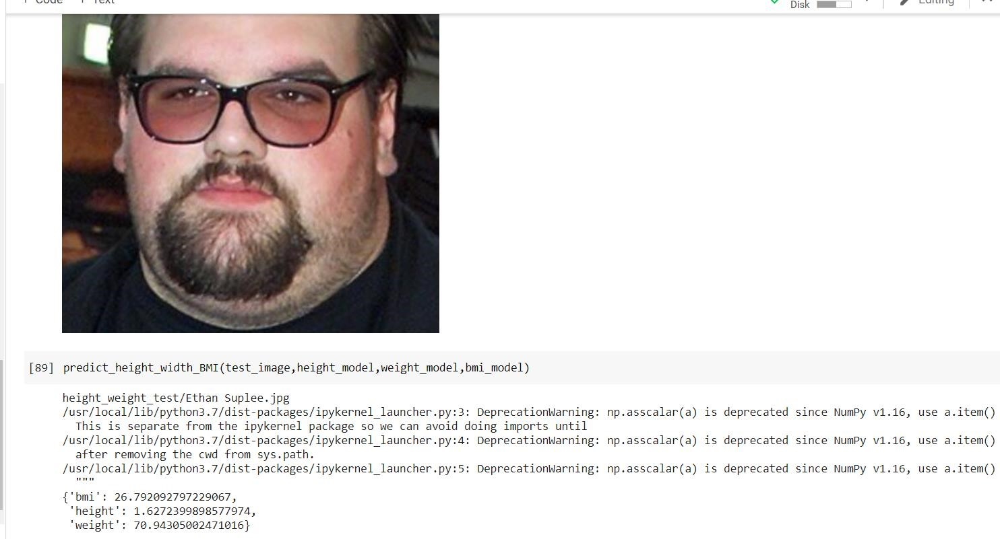 + Code + Text
Disk
Editing
[89] predict_height_width_BMI(test_image,height_model,weight_model,bmi_model)
height_weight_test/Ethan Suplee.jpg
/usr/local/lib/python3.7/dist-packages/ipykernel_launcher.py:3: DeprecationWarning: np.asscalar(a) is deprecated since NumPy v1.16, use a.item()
This is separate from the ipykernel package so we can avoid doing imports until
/usr/local/lib/python3.7/dist-packages/ipykernel_launcher.py:4: DeprecationWarning: np.asscalar(a) is deprecated since NumPy v1.16, use a.item()
after removing the cwd from sys.path.
/usr/local/lib/python3.7/dist-packages/ipykernel_launcher.py:5: DeprecationWarning: np.asscalar(a) is deprecated since NumPy v1.16, use a.item()
"""
{'bmi': 26.792092797229067,
'height': 1.6272399898577974,
'weight': 70.94305002471016}